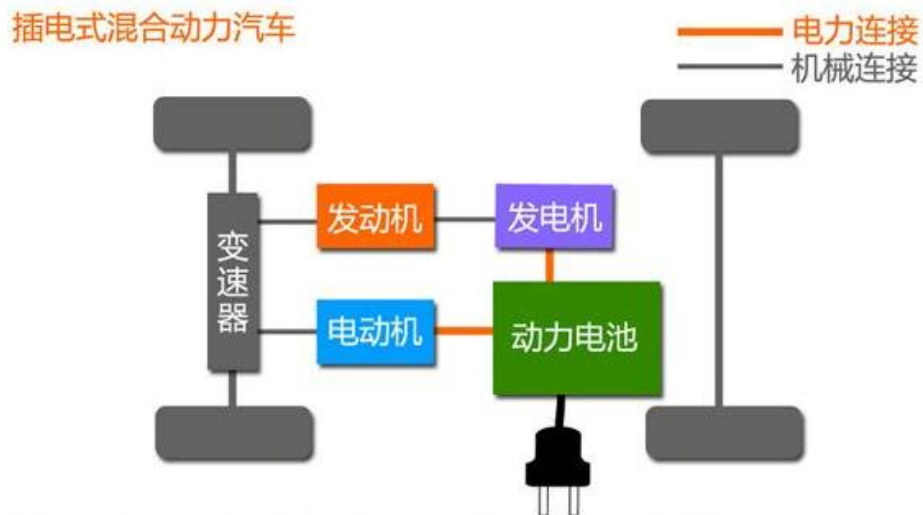 插电式混合动力汽车
电力连接
机械连接
发动机
发电机
变速器
电动机
动力电池